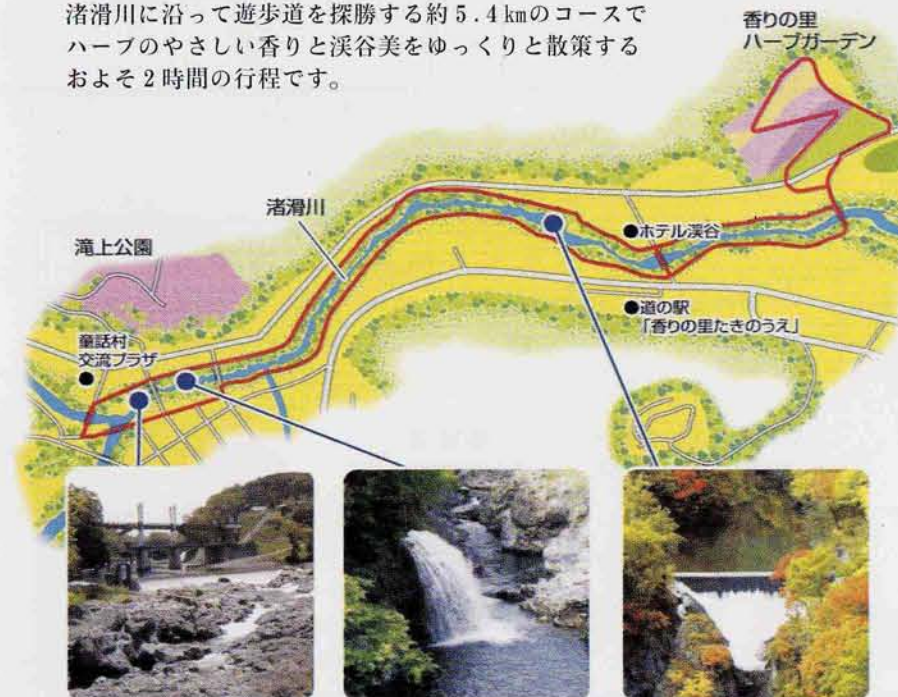 渚滑川に沿って遊歩道を探勝する約5.4㎞のコースで
ハーブのやさしい香りと渓谷美をゆっくりと散策する
およそ2時間の行程です。
香りの里
ハーブガーデン
渚滑川
滝上公園
●ホテル渓谷
●道の駅
「香りの里たきのうえ」
童話村
交流プラザ
●